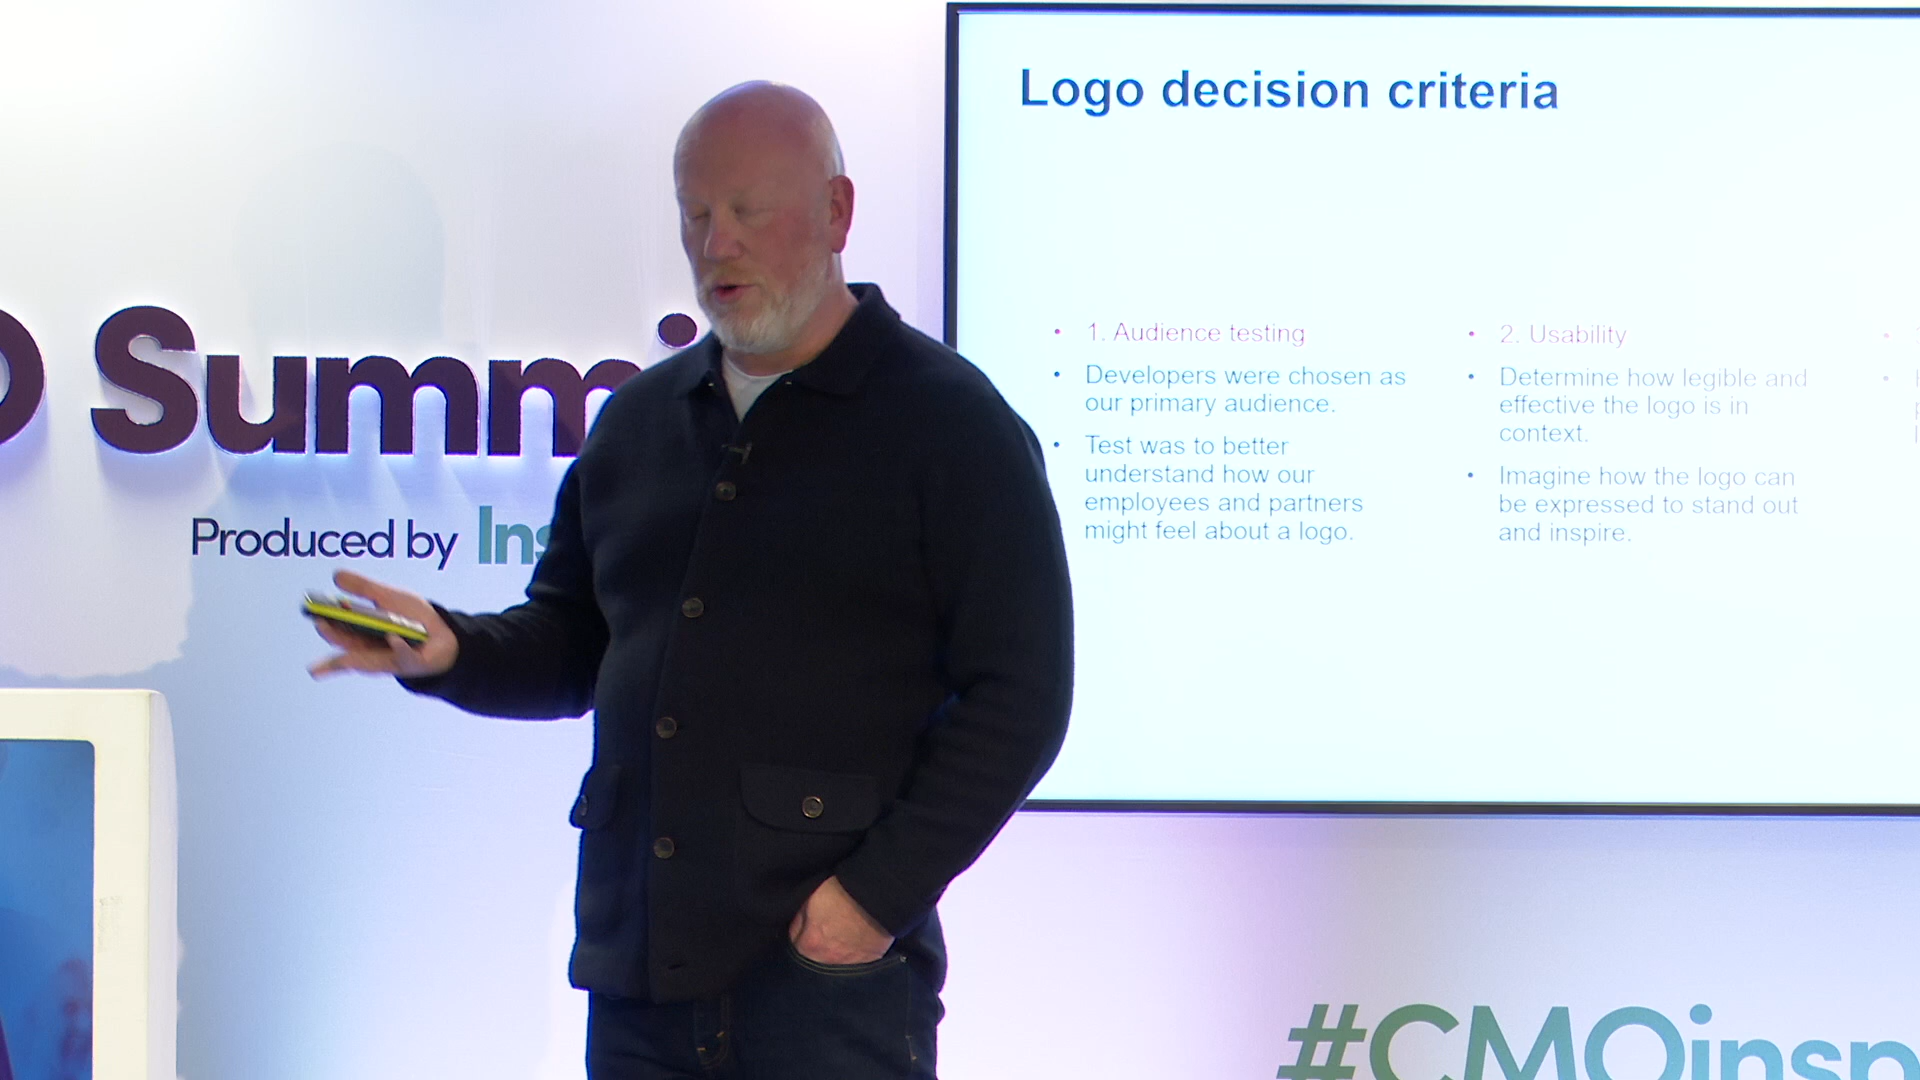 Logo decision criteria
1. Audience testing
Developers were chosen as
our primary audience.
Test was to better
understand how our
employees and partners
might feel about a logo.
2. Usability
Determine how legible and
effective the logo is in
context.
Imagine how the logo can
be expressed to stand out
and inspire.
O Summi
Produced by Ins
#CMOinsp